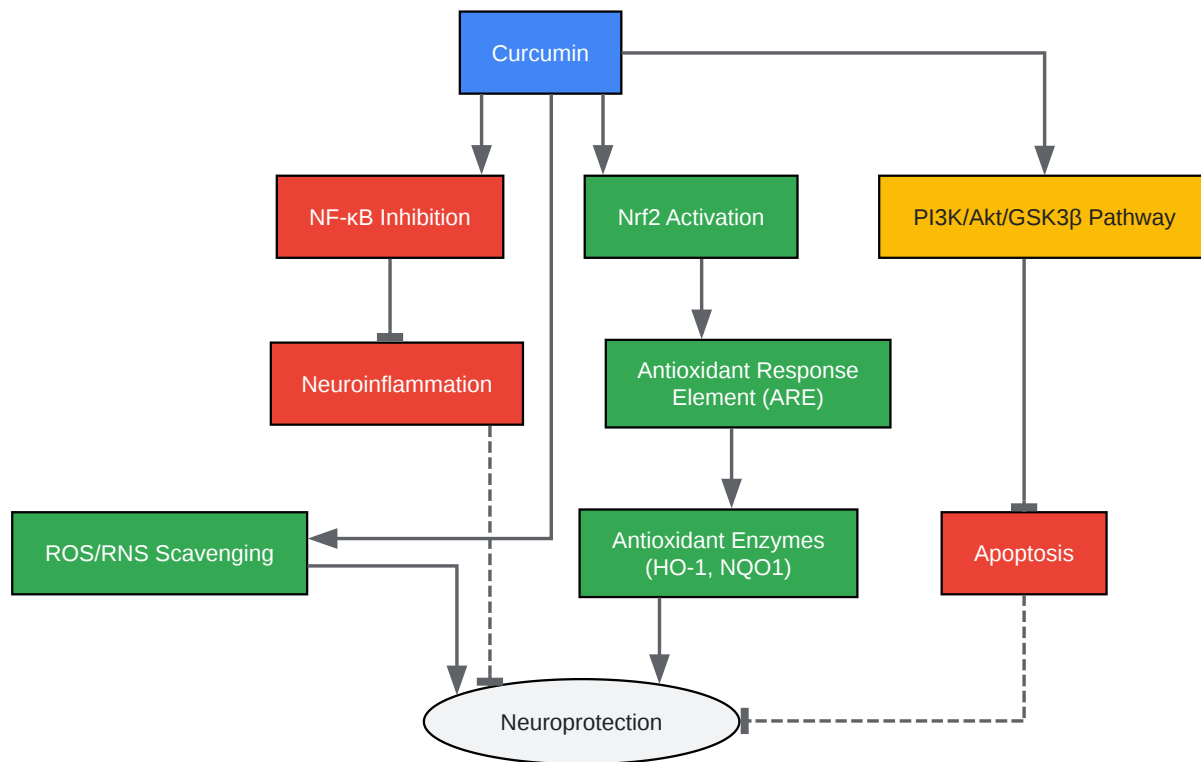 Curcumin
NF-κB Inhibition
Nrf2 Activation
PI3K/Akt/GSK3β Pathway
Neuroinflammation
Antioxidant Response
Element (ARE)
ROS/RNS Scavenging
Antioxidant Enzymes
(HO-1, NQO1)
Apoptosis
Neuroprotection